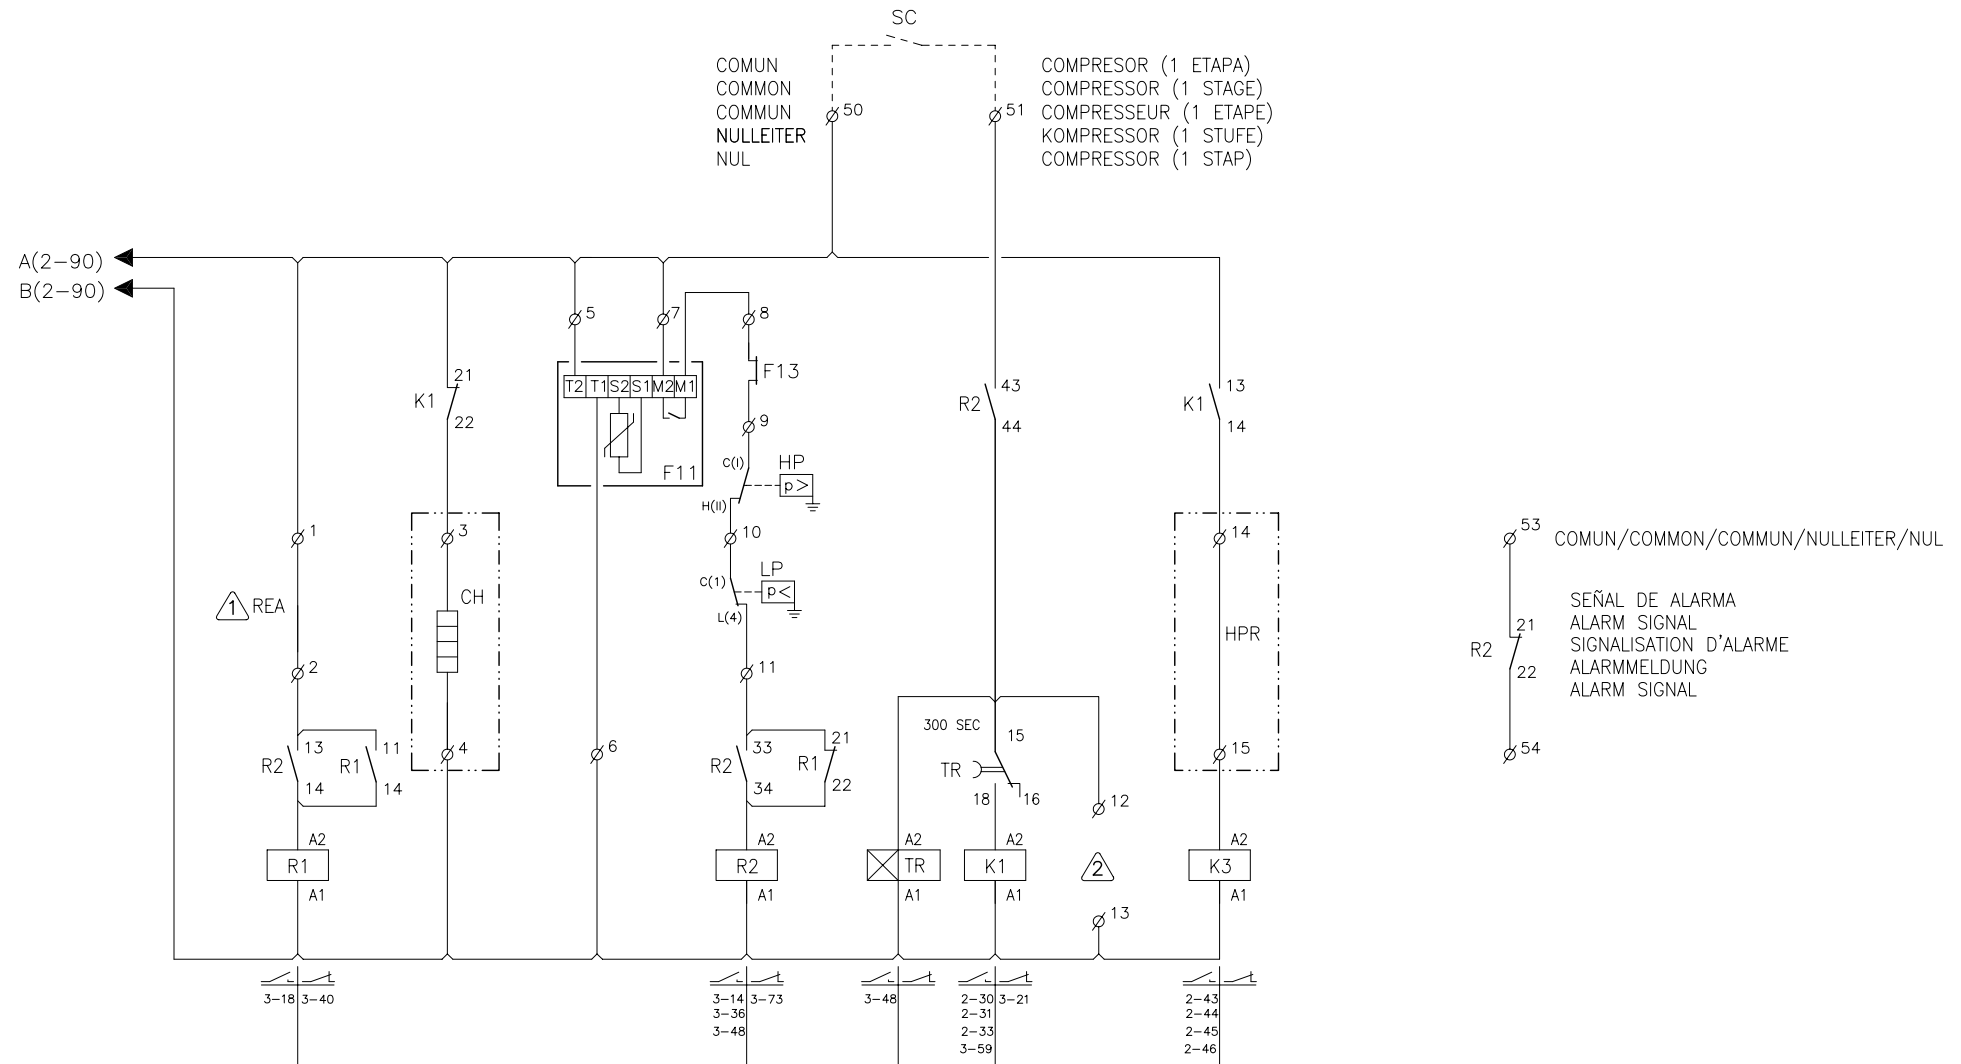 SC
COMUN
COMMON
COMMUN
NULLEITER
NUL
50
51
COMPRESOR (1 ETAPA)
COMPRESSOR (1 STAGE)
COMPRESSEUR (1 ETAPE)
KOMPRESSOR (1 STUFE)
COMPRESSOR (1 STAP)
A(2-90)
B(2-90)
5
7
8
F13
T2 T1 S2 S1 M2 M1
F11
21
K1
22
9
C(I)
HP
p>
H(II)
10
C(1)
LP
p<
L(4)
11
43
R2
44
13
K1
14
1
1 REA
2
3
CH
4
6
14
HPR
15
53
COMUN/COMMON/COMMUN/NULLEITER/NUL
SEÑAL DE ALARMA
ALARM SIGNAL
SIGNALISATION D'ALARME
ALARMMELDUNG
ALARM SIGNAL
21
R2
22
54
13
R2
14
11
R1
14
33
R2
34
21
R1
22
300 SEC
15
TR
18
16
12
2
13
A2
R1
A1
A2
R2
A1
A2
TR
A1
A2
K1
A1
A2
K3
A1
3-18 3-40
3-14 3-73
3-36
3-48
3-48
2-30 3-21
2-31
2-33
3-59
2-43
2-44
2-45
2-46